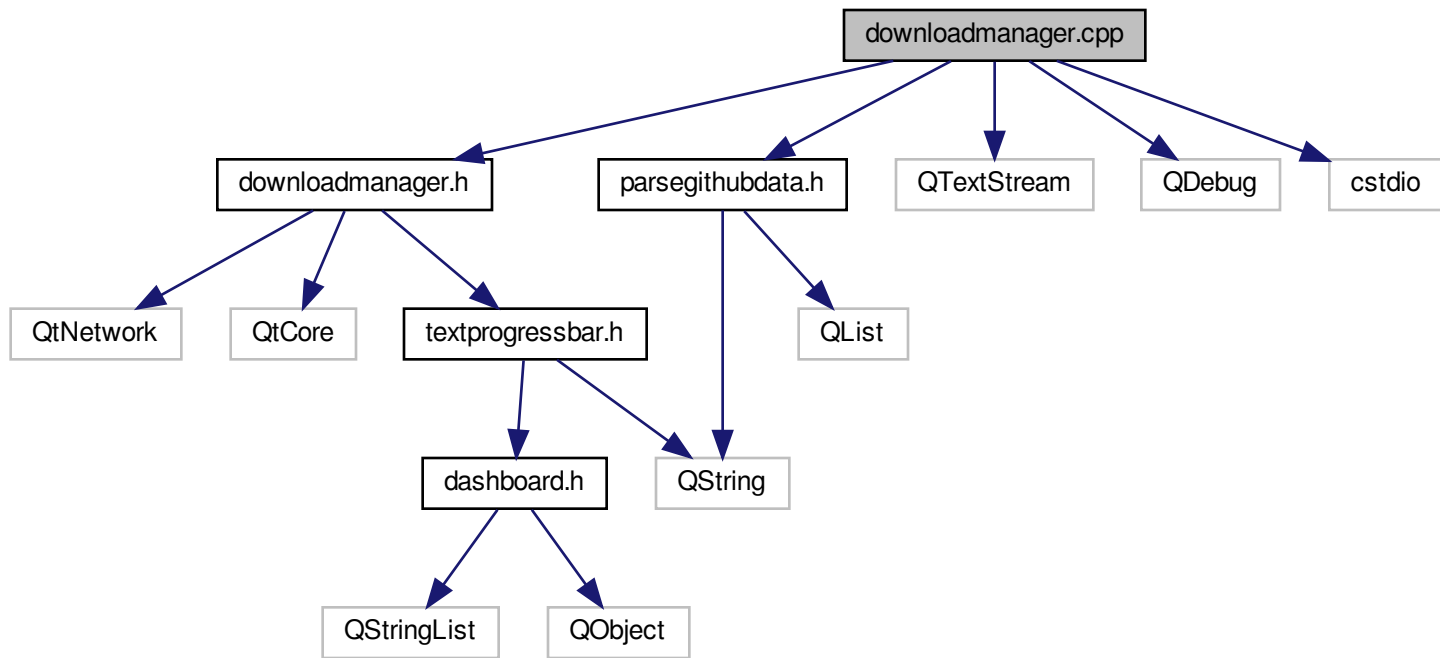 downloadmanager.cpp
downloadmanager.h
parsegithubdata.h
QTextStream
QDebug
cstdio
QtNetwork
QtCore
textprogressbar.h
QList
dashboard.h
QString
QStringList
QObject